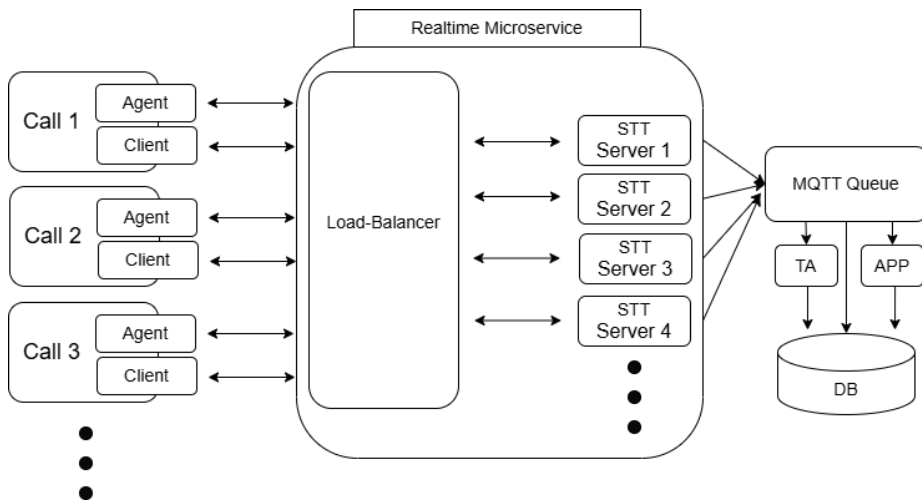 Realtime Microservice
Call 1
Agent
Client
Call 2
Agent
Client
Call 3
Agent
Client
Load-Balancer
STT
Server 1
STT
Server 2
STT
Server 3
STT
Server 4
MQTT Queue
TA
APP
DB